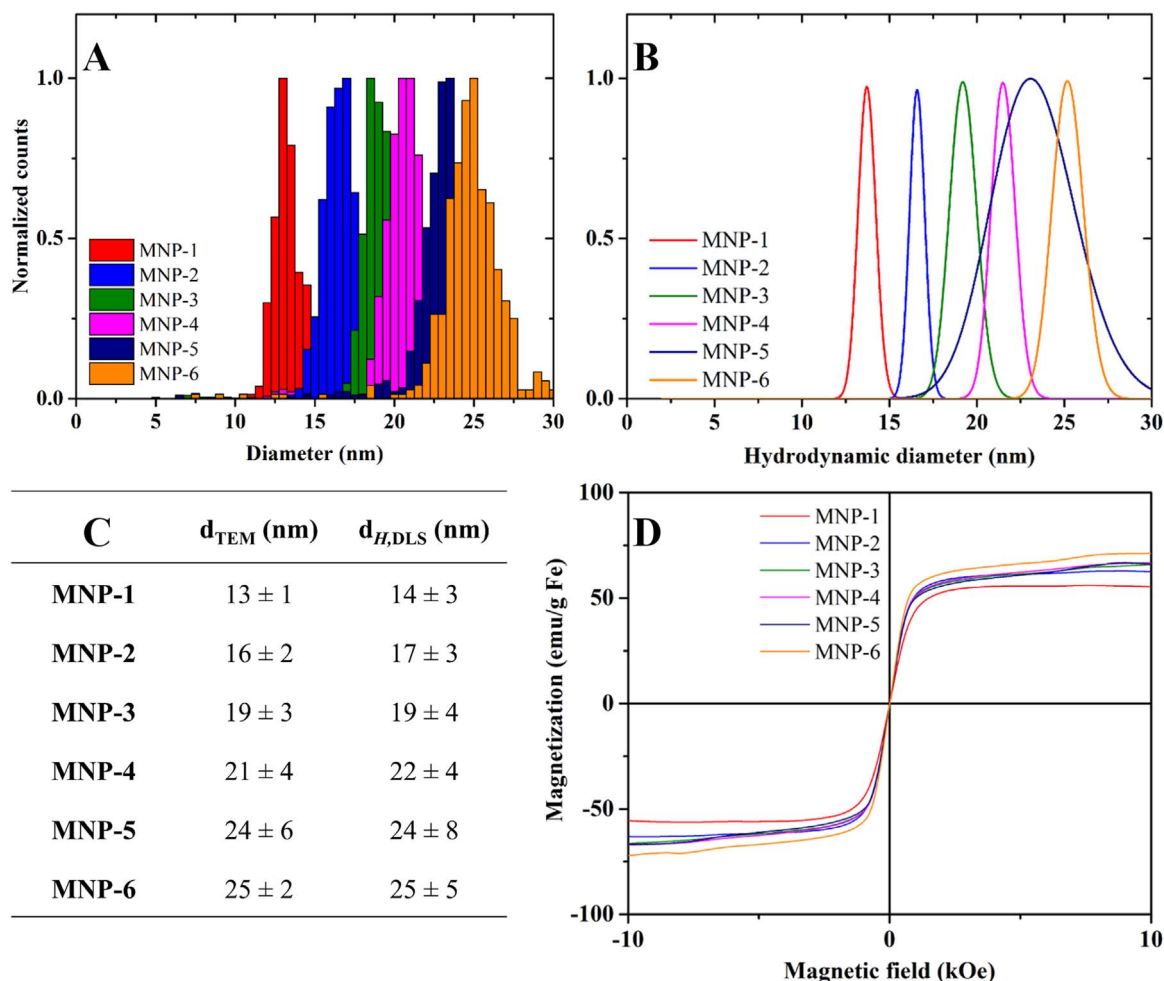 A
1.0
0.5
0.0
Normalized counts
MNP-1
MNP-2
MNP-3
MNP-4
MNP-5
MNP-6
0 5 10 15 20 25 30
Diameter (nm)
B
1.0
0.5
0.0
MNP-1
MNP-2
MNP-3
MNP-4
MNP-5
MNP-6
0 5 10 15 20 25 30
Hydrodynamic diameter (nm)
C d_TEM (nm) d_H,DLS (nm)
MNP-1 13 ± 1 14 ± 3
MNP-2 16 ± 2 17 ± 3
MNP-3 19 ± 3 19 ± 4
MNP-4 21 ± 4 22 ± 4
MNP-5 24 ± 6 24 ± 8
MNP-6 25 ± 2 25 ± 5
D
100
50
0
-50
-100
Magnetization (emu/g Fe)
MNP-1
MNP-2
MNP-3
MNP-4
MNP-5
MNP-6
-10 0 10
Magnetic field (kOe)